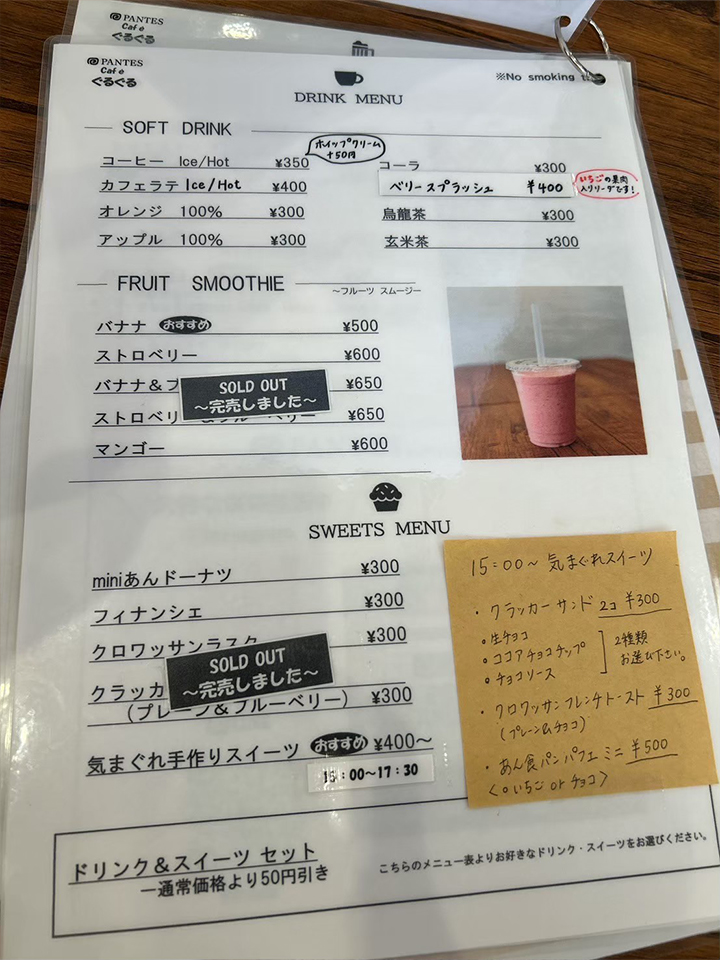 PANTES
Café
ぐるぐる
PANTES
Café
ぐるぐる
※No smoking
DRINK MENU
SOFT DRINK
ホイップクリーム
+50円
コーヒー Ice/Hot ¥350
カフェラテ Ice/Hot ¥400
オレンジ 100% ¥300
アップル 100% ¥300
コーラ ¥300
ベリースプラッシュ ¥400
いちごの果肉
入りソーダです!
烏龍茶 ¥300
玄米茶 ¥300
FRUIT SMOOTHIE
~フルーツ スムージー
バナナ おすすめ ¥500
ストロベリー ¥600
バナナ& ¥650
SOLD OUT
~完売しました~
ストロベリー ¥650
マンゴー ¥600
SWEETS MENU
miniあんドーナツ ¥300
フィナンシェ ¥300
クロワッサンラスク ¥300
SOLD OUT
~完売しました~
クラッカ ¥300
(プレーン&ブルーベリー)
気まぐれ手作りスイーツ おすすめ ¥400~
15:00~17:30
15:00~ 気まぐれスイーツ
・クラッカーサンド 2コ ¥300
・生チョコ
・ココアチョコチップ
・チョコソース
2種類
お選び下さい。
・クロワッサンフレンチトースト ¥300
(プレーン&チョコ)
・あん食パンパフェミニ ¥500
<。いちご or チョコ>
ドリンク&スイーツ セット
―通常価格より50円引き
こちらのメニュー表よりお好きなドリンク・スイーツをお選びください。